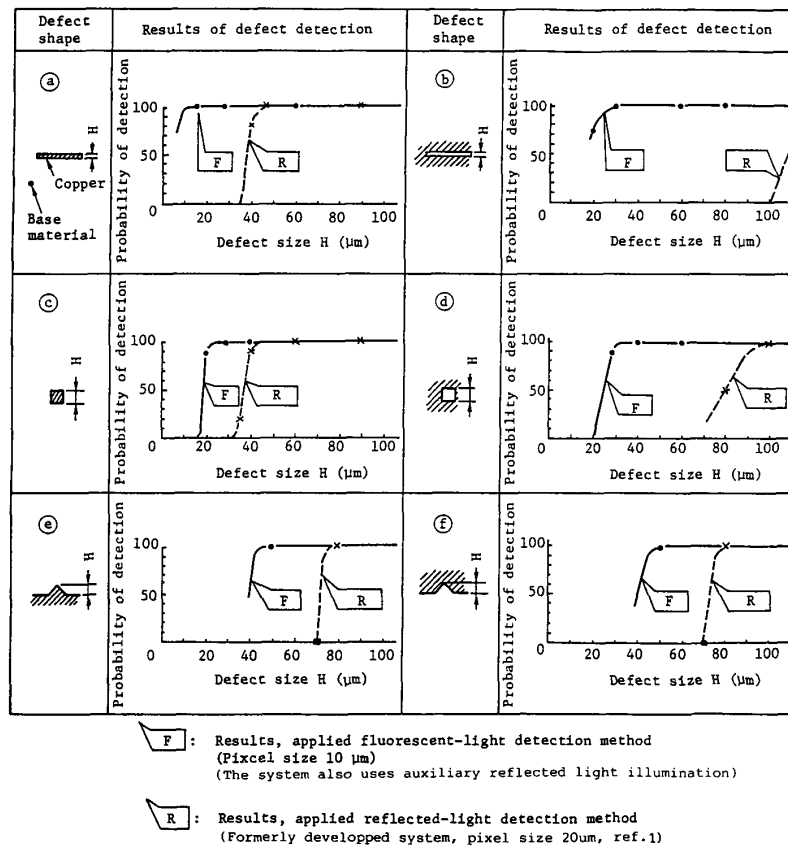 Defect shape
Results of defect detection
Defect shape
Results of defect detection
a
H
Copper
Base material
Probability of detection
100
50
0
F
R
20 40 60 80 100
Defect size H (µm)
b
H
Probability of detection
100
50
0
F
R
20 40 60 80 100
Defect size H (µm)
c
H
Probability of detection
100
50
0
F
R
20 40 60 80 100
Defect size H (µm)
d
H
Probability of detection
100
50
0
F
R
20 40 60 80 100
Defect size H (µm)
e
H
Probability of detection
100
50
0
F
R
20 40 60 80 100
Defect size H (µm)
f
H
Probability of detection
100
50
0
F
R
20 40 60 80 100
Defect size H (µm)
F : Results, applied fluorescent-light detection method
(Pixcel size 10 µm)
(The system also uses auxiliary reflected light illumination)
R : Results, applied reflected-light detection method
(Formerly developped system, pixel size 20um, ref.1)